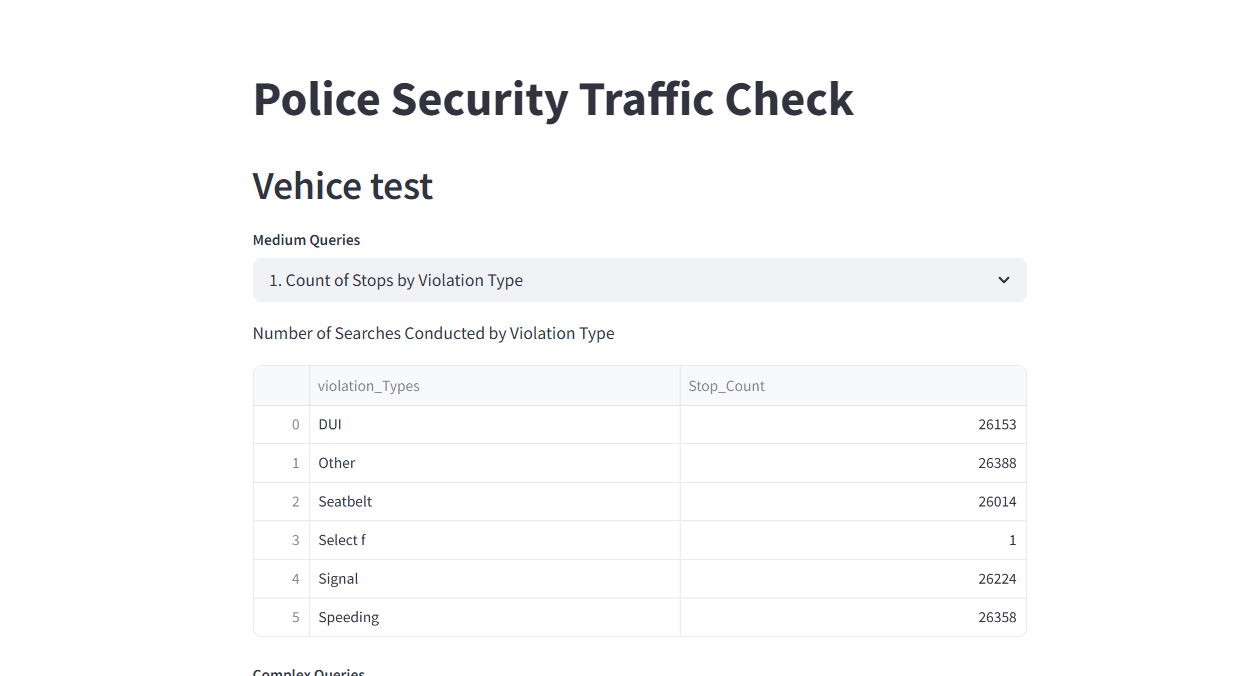 Police Security Traffic Check
Vehice test
Medium Queries
1. Count of Stops by Violation Type
Number of Searches Conducted by Violation Type
violation_Types Stop_Count
0 DUI 26153
1 Other 26388
2 Seatbelt 26014
3 Select f 1
4 Signal 26224
5 Speeding 26358
Complex Queries